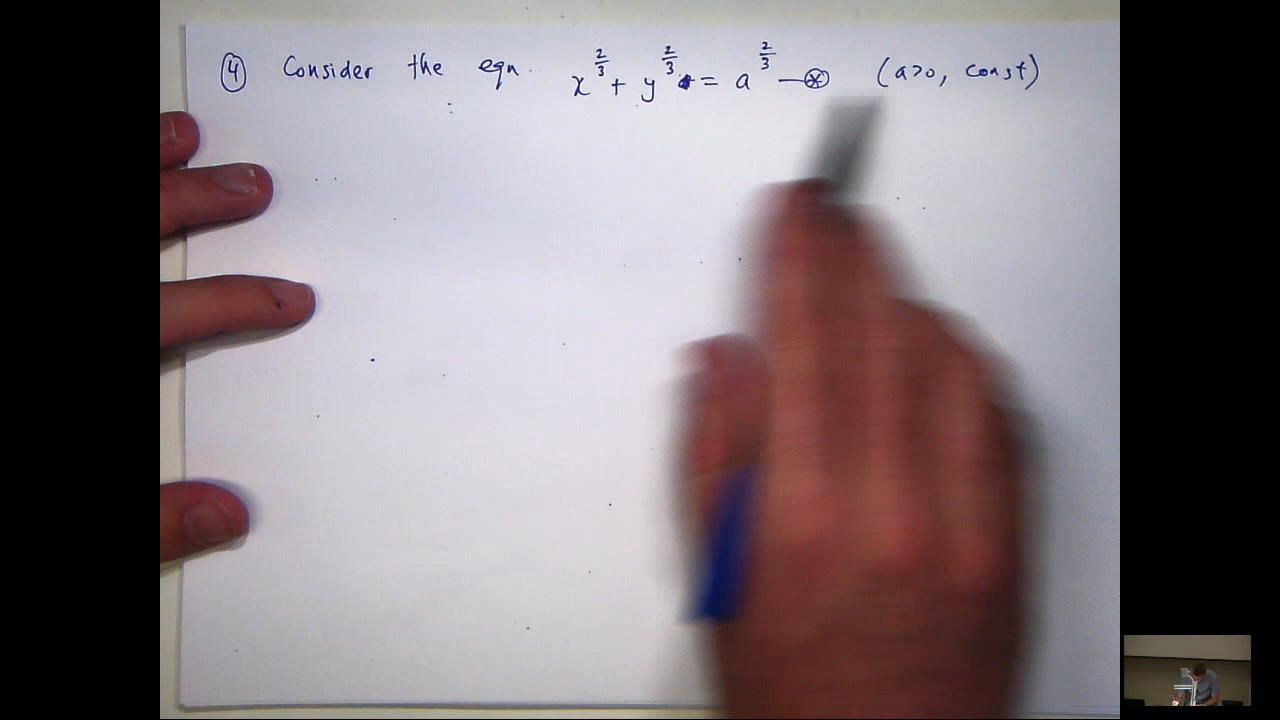 ④ Consider the eqn. x^{2/3} + y^{2/3} = a^{2/3} —⊛ (a>0, const)